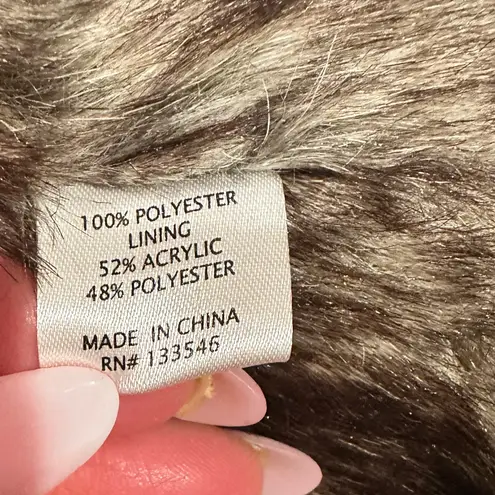 100% POLYESTER
LINING
52% ACRYLIC
48% POLYESTER
MADE IN CHINA
RN# 133546